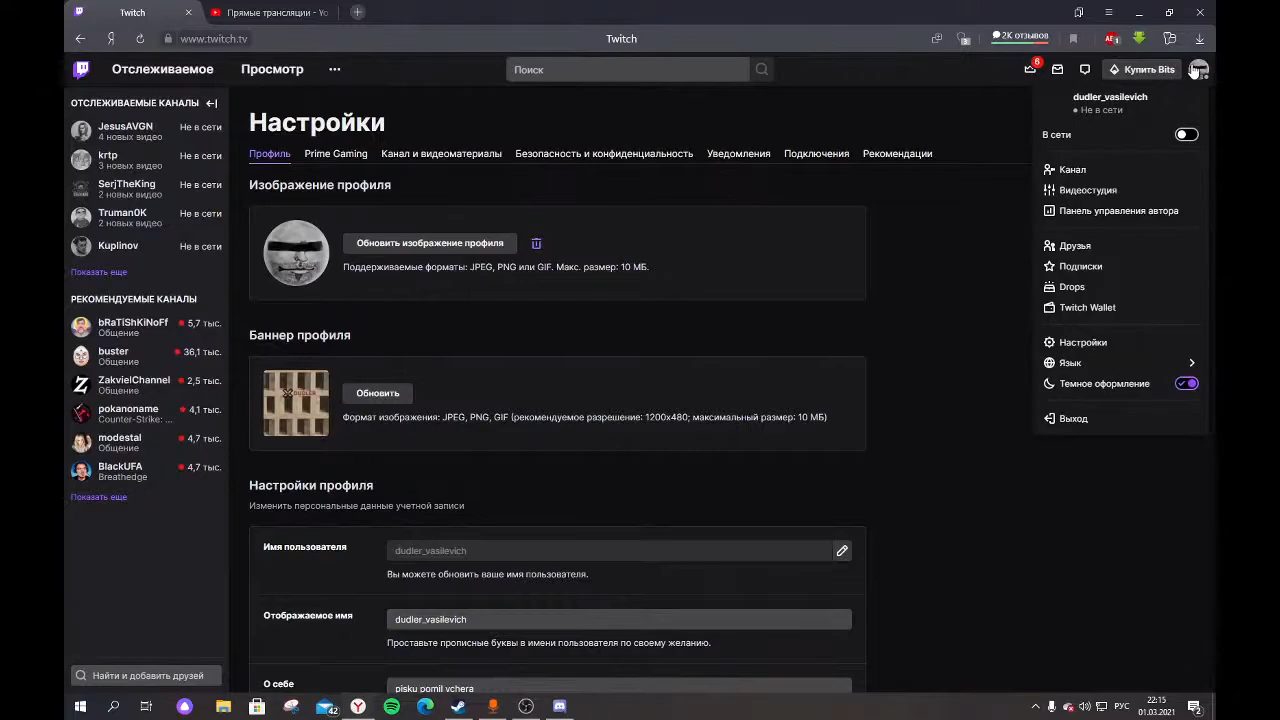 Twitch
Прямые трансляции - Yo
www.twitch.tv
Twitch
2K отзывов
Отслеживаемое
Просмотр
Поиск
6
Купить Bits
ОТСЛЕЖИВАЕМЫЕ КАНАЛЫ
JesusAVGN
Не в сети
4 новых видео
krtp
Не в сети
3 новых видео
SerjTheKing
Не в сети
2 новых видео
Truman0K
Не в сети
2 новых видео
Kuplinov
Не в сети
Показать еще
РЕКОМЕНДУЕМЫЕ КАНАЛЫ
bRaTiShKiNoFf
5,7 тыс.
Общение
buster
36,1 тыс.
Общение
ZakvielChannel
2,5 тыс.
Общение
pokanoname
4,1 тыс.
Counter-Strike: ...
modestal
4,7 тыс.
Общение
BlackUFA
4,7 тыс.
Breathedge
Показать еще
Найти и добавить друзей
Настройки
Профиль
Prime Gaming
Канал и видеоматериалы
Безопасность и конфиденциальность
Уведомления
Подключения
Рекомендации
Изображение профиля
Обновить изображение профиля
Поддерживаемые форматы: JPEG, PNG или GIF. Макс. размер: 10 МБ.
Баннер профиля
Обновить
Формат изображения: JPEG, PNG, GIF (рекомендуемое разрешение: 1200x480; максимальный размер: 10 МБ)
Настройки профиля
Изменить персональные данные учетной записи
Имя пользователя
dudler_vasilevich
Вы можете обновить ваше имя пользователя.
Отображаемое имя
dudler_vasilevich
Проставьте прописные буквы в имени пользователя по своему желанию.
О себе
pisku pomil vchera
dudler_vasilevich
Не в сети
В сети
Канал
Видеостудия
Панель управления автора
Друзья
Подписки
Drops
Twitch Wallet
Настройки
Язык
Темное оформление
Выход
42
РУС
22:15
01.03.2021